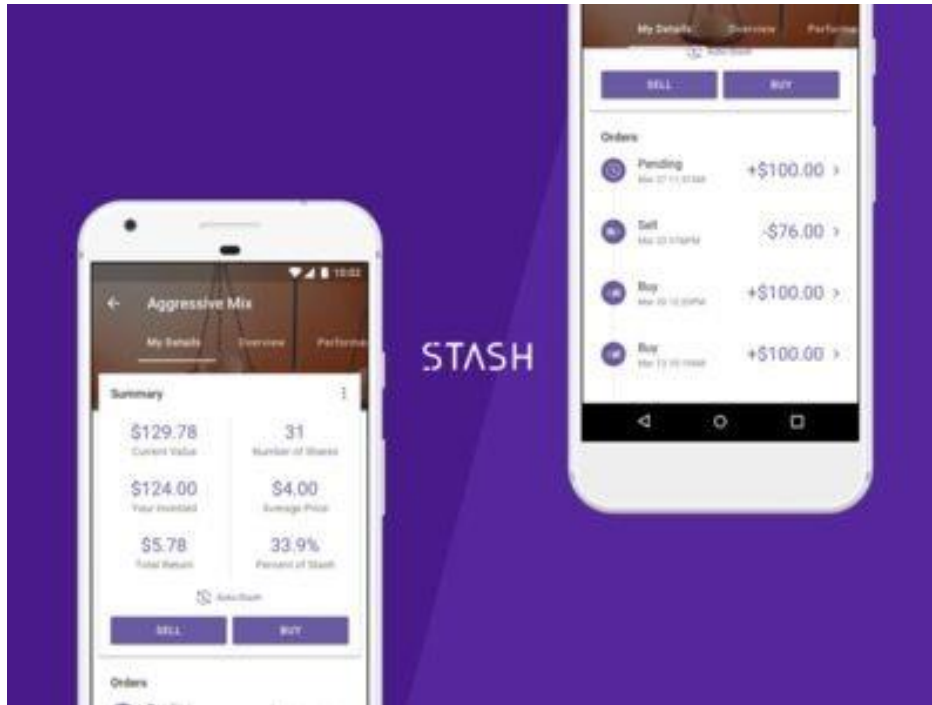 10:02
Aggressive Mix
My Details Overview
Summary
$129.78 31
Current Value Number of Shares
$124.00 $4.00
Average Price
$5.78 33.9%
Total Return Percent of Stash
Auto-Stash
SELL BUY
Orders
STASH
My Details Overview
SELL BUY
Orders
Pending +$100.00
Sell -$76.00
Buy +$100.00
Buy +$100.00